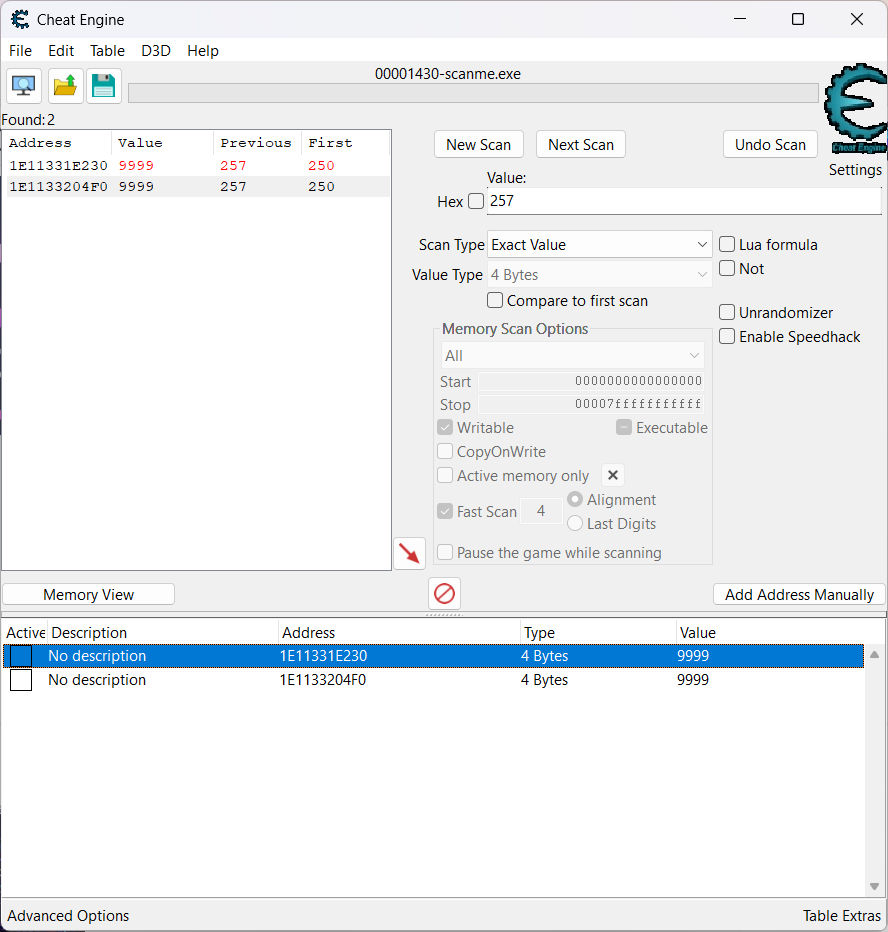 Cheat Engine
File Edit Table D3D Help
00001430-scanme.exe
Found:2
Address Value Previous First
1E11331E230 9999 257 250
1E1133204F0 9999 257 250
New Scan Next Scan Undo Scan
Cheat Engine
Settings
Value:
Hex 257
Scan Type Exact Value Lua formula
Not
Value Type 4 Bytes
Compare to first scan
Unrandomizer
Enable Speedhack
Memory Scan Options
All
Start 0000000000000000
Stop 00007fffffffffff
Writable Executable
CopyOnWrite
Active memory only
Fast Scan 4 Alignment
Last Digits
Pause the game while scanning
Memory View Add Address Manually
Active Description Address Type Value
No description 1E11331E230 4 Bytes 9999
No description 1E1133204F0 4 Bytes 9999
Advanced Options Table Extras